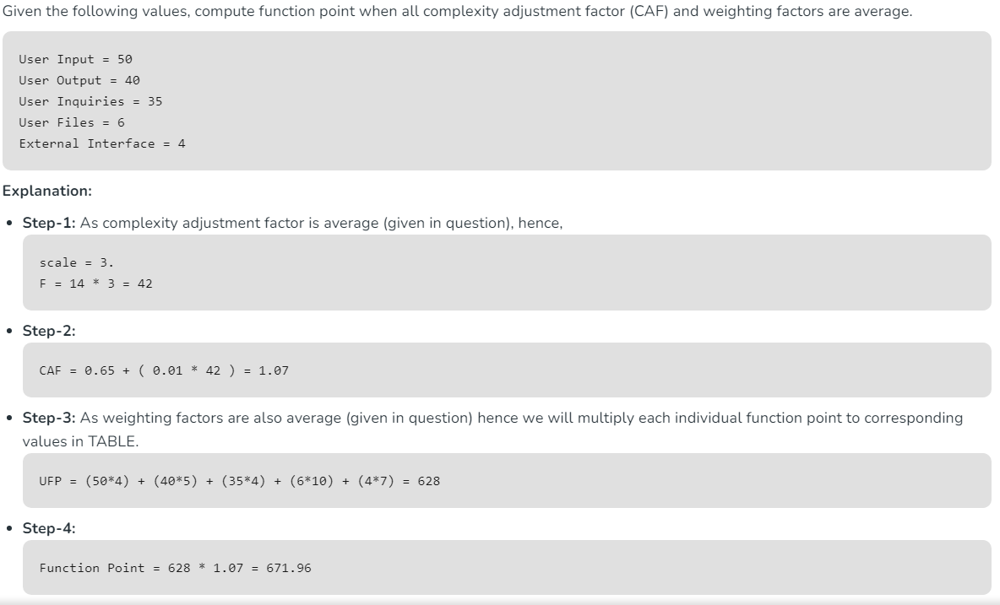 Given the following values, compute function point when all complexity adjustment factor (CAF) and weighting factors are average.
User Input = 50
User Output = 40
User Inquiries = 35
User Files = 6
External Interface = 4
Explanation:
• Step-1: As complexity adjustment factor is average (given in question), hence,
scale = 3.
F = 14 * 3 = 42
• Step-2:
CAF = 0.65 + ( 0.01 * 42 ) = 1.07
• Step-3: As weighting factors are also average (given in question) hence we will multiply each individual function point to corresponding
values in TABLE.
UFP = (50*4) + (40*5) + (35*4) + (6*10) + (4*7) = 628
• Step-4:
Function Point = 628 * 1.07 = 671.96